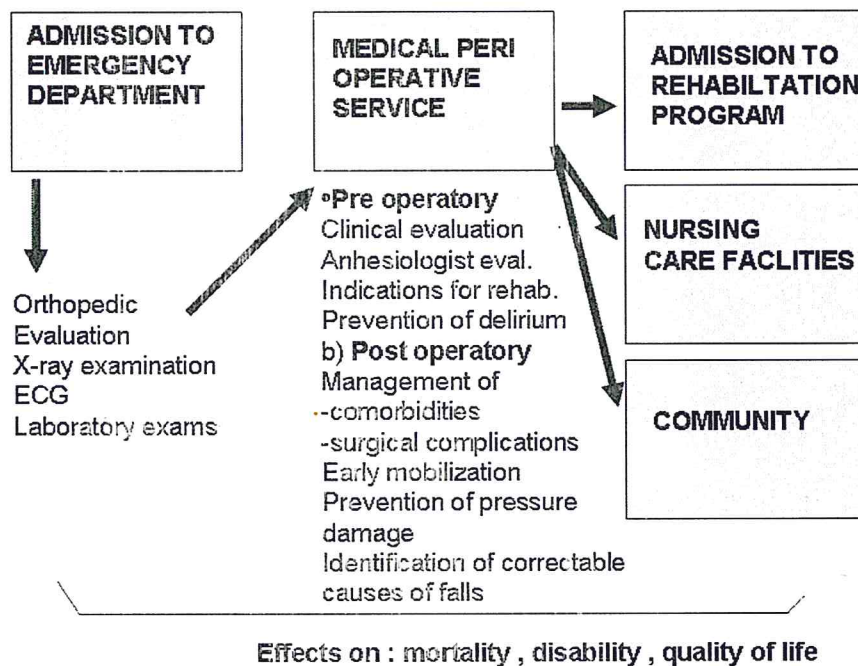 ADMISSION TO
EMERGENCY
DEPARTMENT
Orthopedic
Evaluation
X-ray examination
ECG
Laboratory exams
MEDICAL PERI
OPERATIVE
SERVICE
•Pre operatory
Clinical evaluation
Anhesiologist eval.
Indications for rehab.
Prevention of delirium
b) Post operatory
Management of
-comorbidities
-surgical complications
Early mobilization
Prevention of pressure
damage
Identification of correctable
causes of falls
ADMISSION TO
REHABILTATION
PROGRAM
NURSING
CARE FACLITIES
COMMUNITY
Effects on : mortality , disability , quality of life